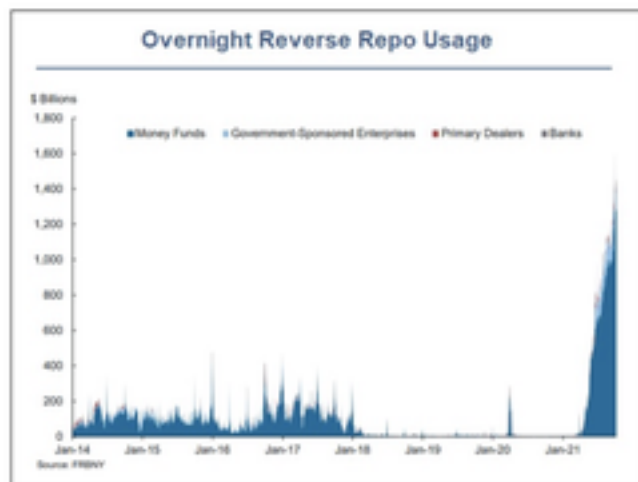 Overnight Reverse Repo Usage
$ Billions
1,800
Money Funds Government-Sponsored Enterprises Primary Dealers Banks
1,600
1,400
1,200
1,000
800
600
400
200
0
Jan-14 Jan-15 Jan-16 Jan-17 Jan-18 Jan-19 Jan-20 Jan-21
Source: FRBNY